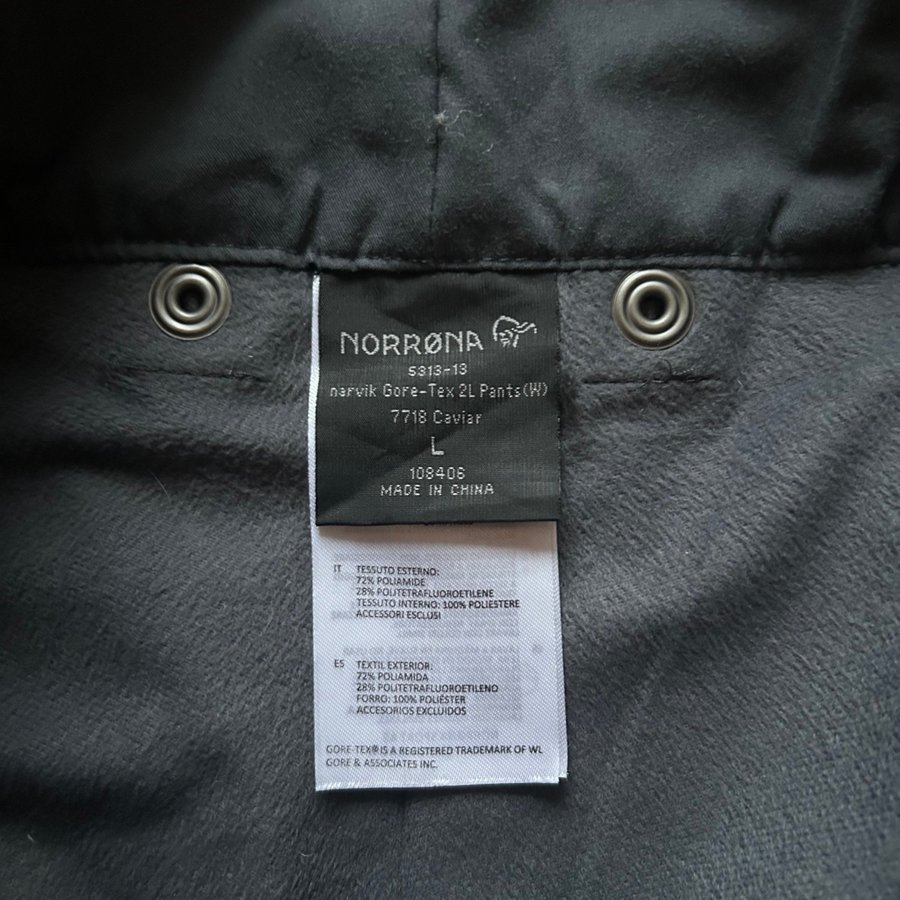 NORRØNA
5313-13
narvik Gore-Tex 2L Pants(W)
7718 Caviar
L
108406
MADE IN CHINA
IT TESSUTO ESTERNO:
72% POLIAMIDE
28% POLITETRAFLUOROETILENE
TESSUTO INTERNO: 100% POLIESTERE
ACCESSORI ESCLUSI
ES TEXTIL EXTERIOR:
72% POLIAMIDA
28% POLITETRAFLUOROETILENO
FORRO: 100% POLIÉSTER
ACCESORIOS EXCLUIDOS
GORE-TEX® IS A REGISTERED TRADEMARK OF WL
GORE & ASSOCIATES INC.